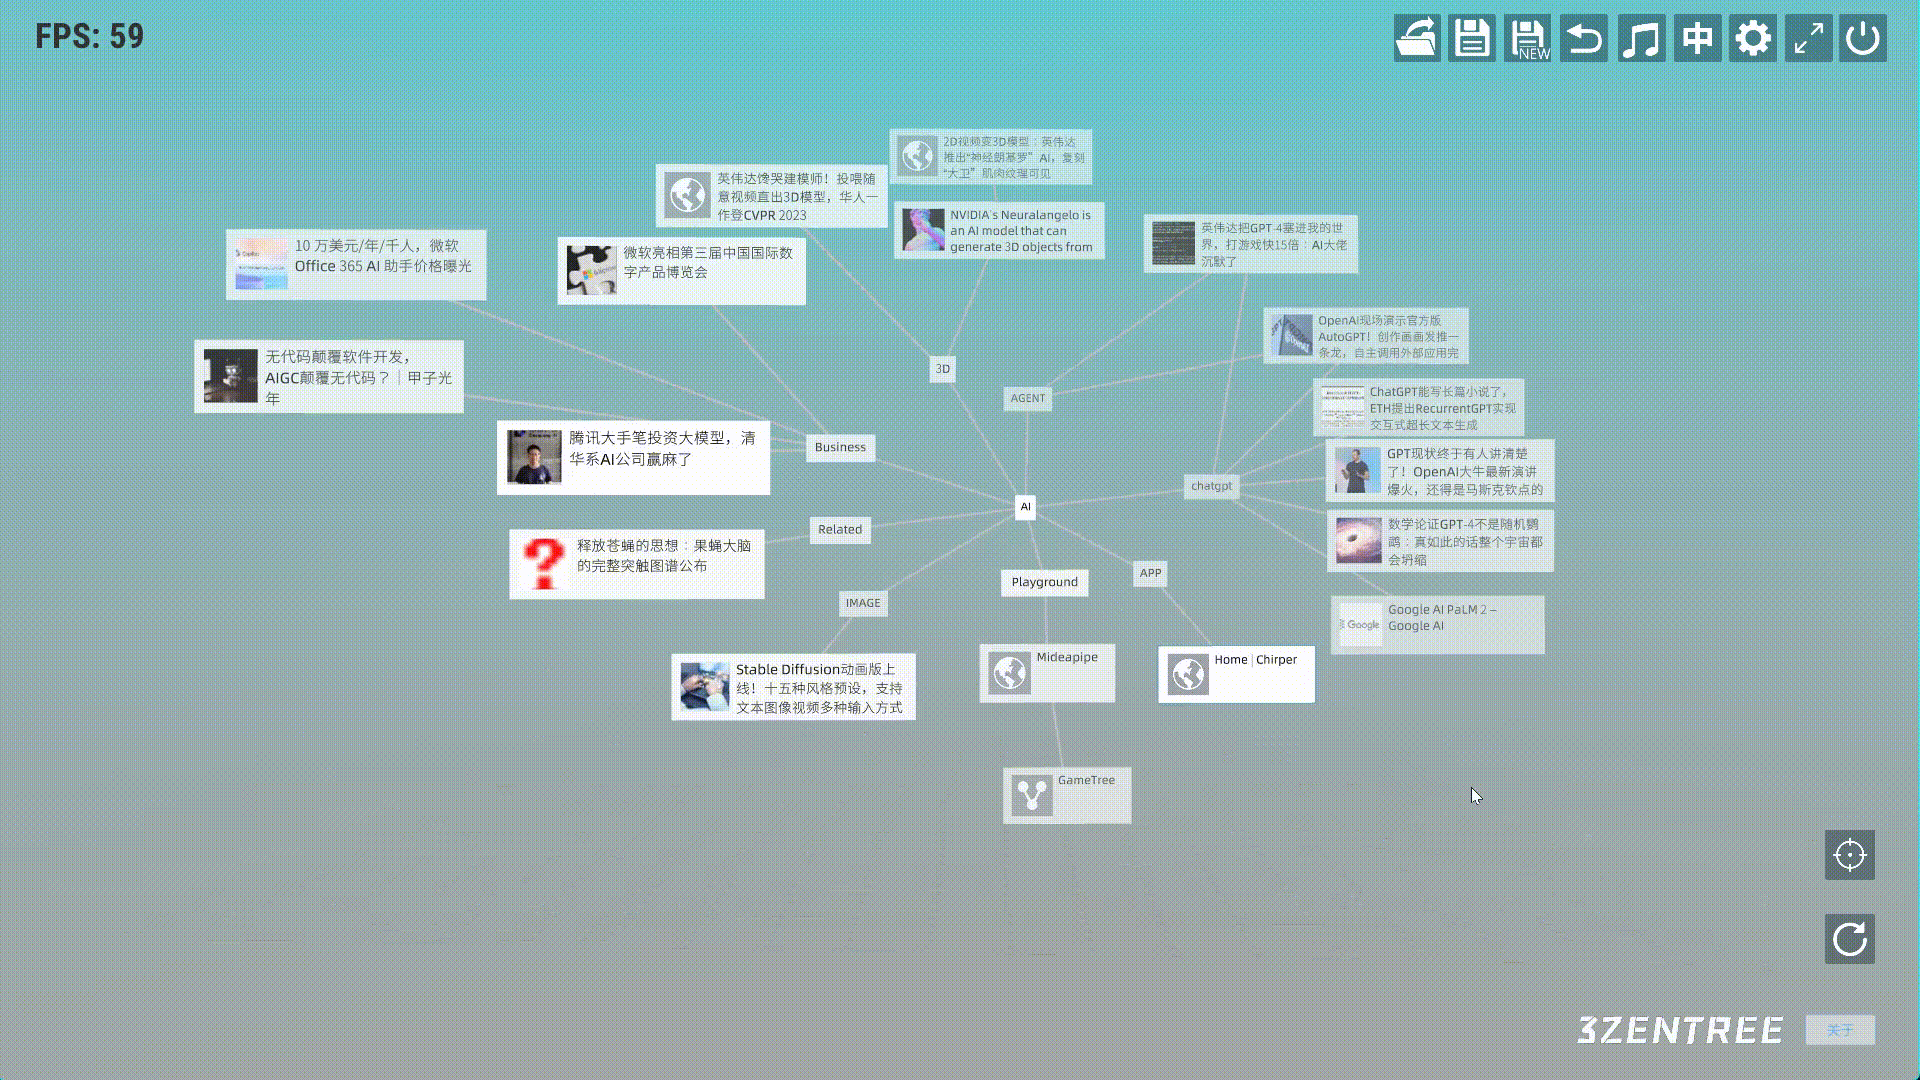 FPS: 59
NEW
中
2D视频变3D模型：英伟达
推出“神经朗基罗”AI，复刻
“大卫”肌肉纹理可见
英伟达馋哭建模师！投喂随
意视频直出3D模型，华人一
作登CVPR 2023
NVIDIA's Neuralangelo is
an AI model that can
generate 3D objects from
英伟达把GPT-4塞进我的世
界，打游戏快15倍：AI大佬
沉默了
10 万美元/年/千人，微软
Office 365 AI 助手价格曝光
微软亮相第三届中国国际数
字产品博览会
OpenAI现场演示官方版
AutoGPT！创作画画发推一
条龙，自主调用外部应用完
无代码颠覆软件开发，
AIGC颠覆无代码？｜甲子光
年
3D
AGENT
ChatGPT能写长篇小说了，
ETH提出RecurrentGPT实现
交互式超长文本生成
腾讯大手笔投资大模型，清
华系AI公司赢麻了
Business
GPT现状终于有人讲清楚
了！OpenAI大牛最新演讲
爆火，还得是马斯克钦点的
chatgpt
AI
数学论证GPT-4不是随机鹦
鹉：真如此的话整个宇宙都
会坍缩
Related
释放苍蝇的思想：果蝇大脑
的完整突触图谱公布
Playground
APP
IMAGE
Google
Google AI PaLM 2 –
Google AI
Stable Diffusion动画版上
线！十五种风格预设，支持
文本图像视频多种输入方式
Mideapipe
Home | Chirper
GameTree
3ZENTREE
关于